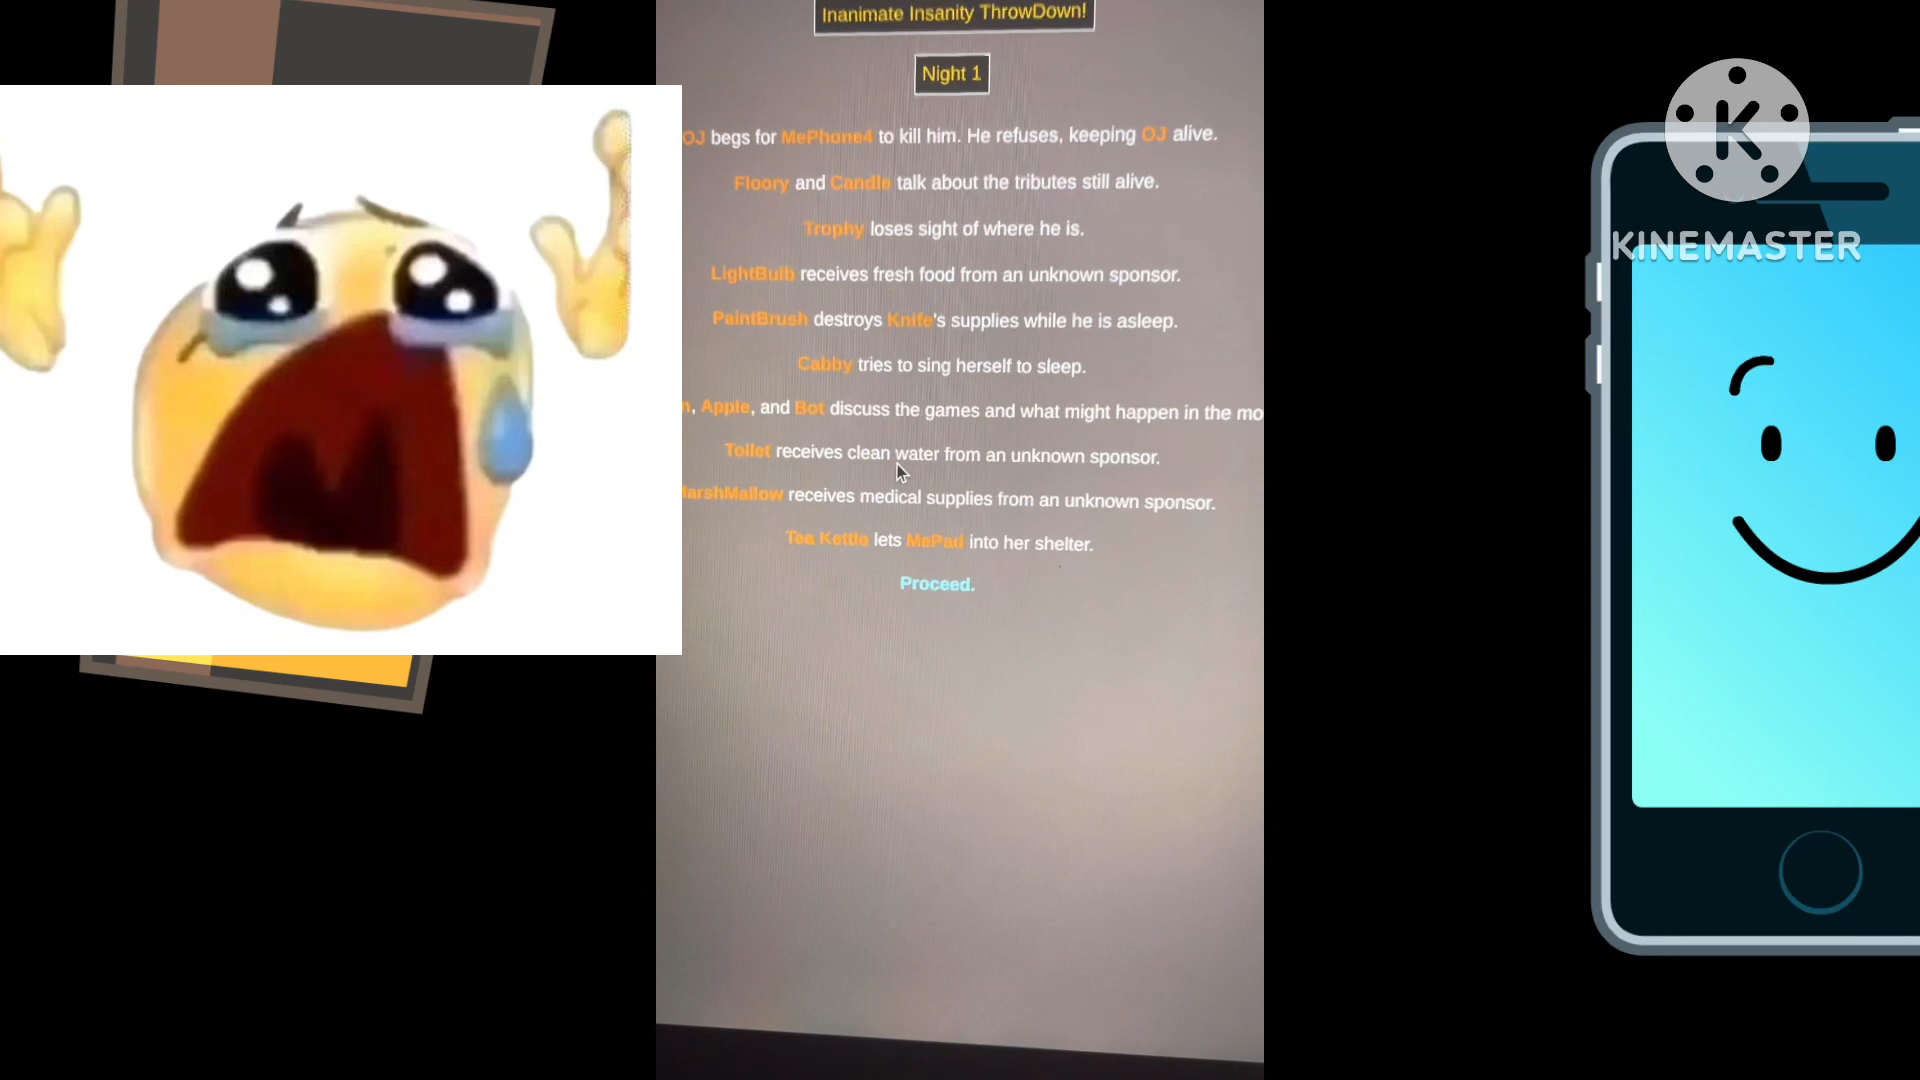 Inanimate Insanity ThrowDown!
Night 1
OJ begs for MePhone4 to kill him. He refuses, keeping OJ alive.
Floory and Candle talk about the tributes still alive.
Trophy loses sight of where he is.
LightBulb receives fresh food from an unknown sponsor.
PaintBrush destroys Knife's supplies while he is asleep.
Cabby tries to sing herself to sleep.
, Apple, and Bot discuss the games and what might happen in the
Toilet receives clean water from an unknown sponsor.
arshMallow receives medical supplies from an unknown sponsor.
Tea Kettle lets MePad into her shelter.
Proceed.
K
KINEMASTER